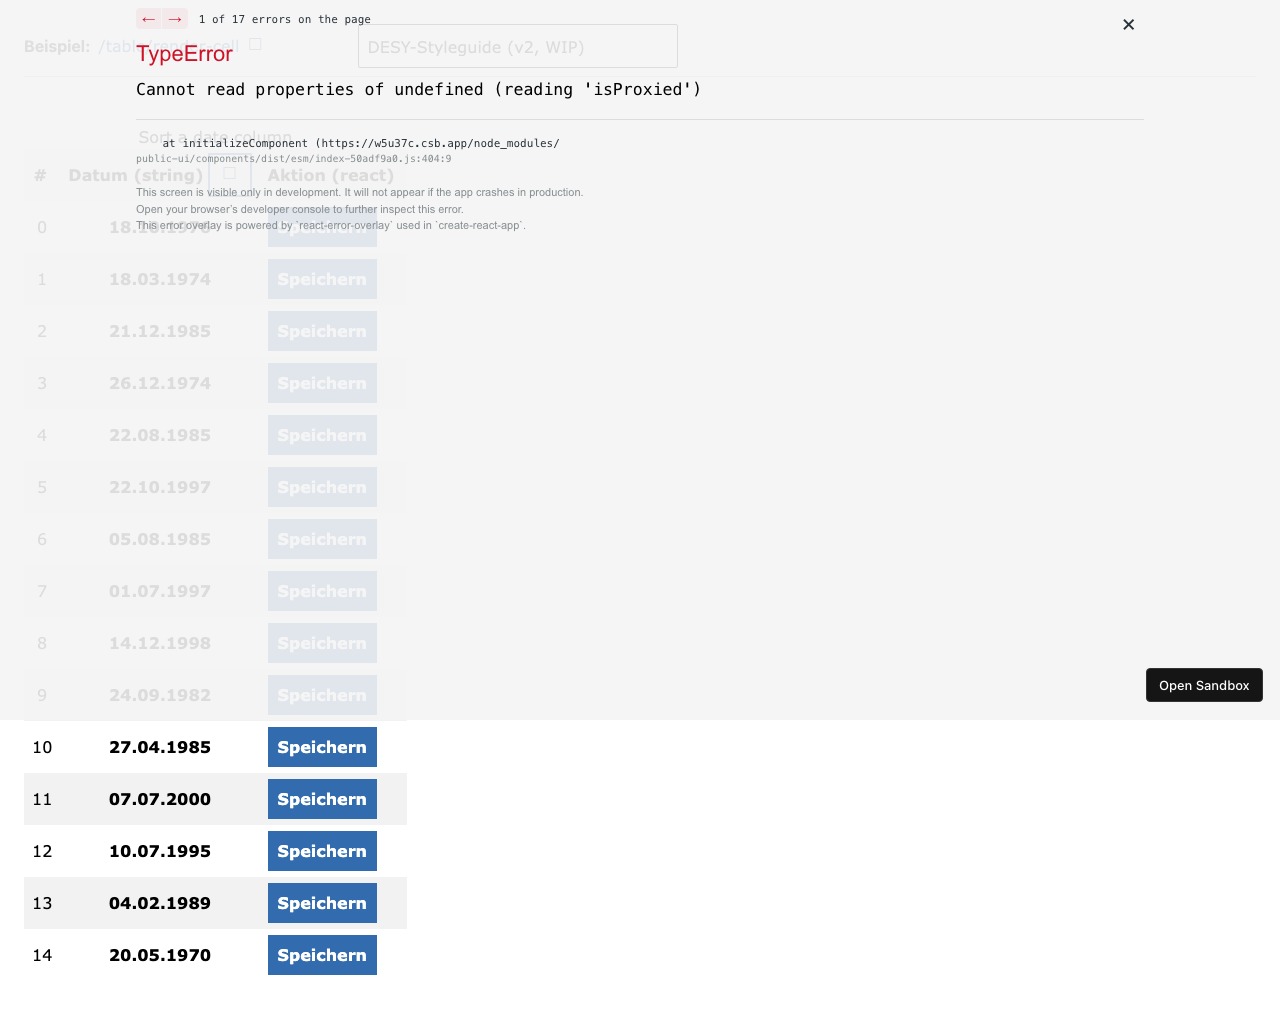 ← → 1 of 17 errors on the page
Beispiel: /table/render-cell
DESY-Styleguide (v2, WIP)
TypeError
Cannot read properties of undefined (reading 'isProxied')
Sort a date column
at initializeComponent (https://w5u37c.csb.app/node_modules/
public-ui/components/dist/esm/index-50adf9a0.js:404:9
# Datum (string) Aktion (react)
This screen is visible only in development. It will not appear if the app crashes in production.
Open your browser’s developer console to further inspect this error.
This error overlay is powered by `react-error-overlay` used in `create-react-app`.
0 Speichern
1 18.03.1974 Speichern
2 21.12.1985 Speichern
3 26.12.1974 Speichern
4 22.08.1985 Speichern
5 22.10.1997 Speichern
6 05.08.1985 Speichern
7 01.07.1997 Speichern
8 14.12.1998 Speichern
9 24.09.1982 Speichern
Open Sandbox
10 27.04.1985 Speichern
11 07.07.2000 Speichern
12 10.07.1995 Speichern
13 04.02.1989 Speichern
14 20.05.1970 Speichern